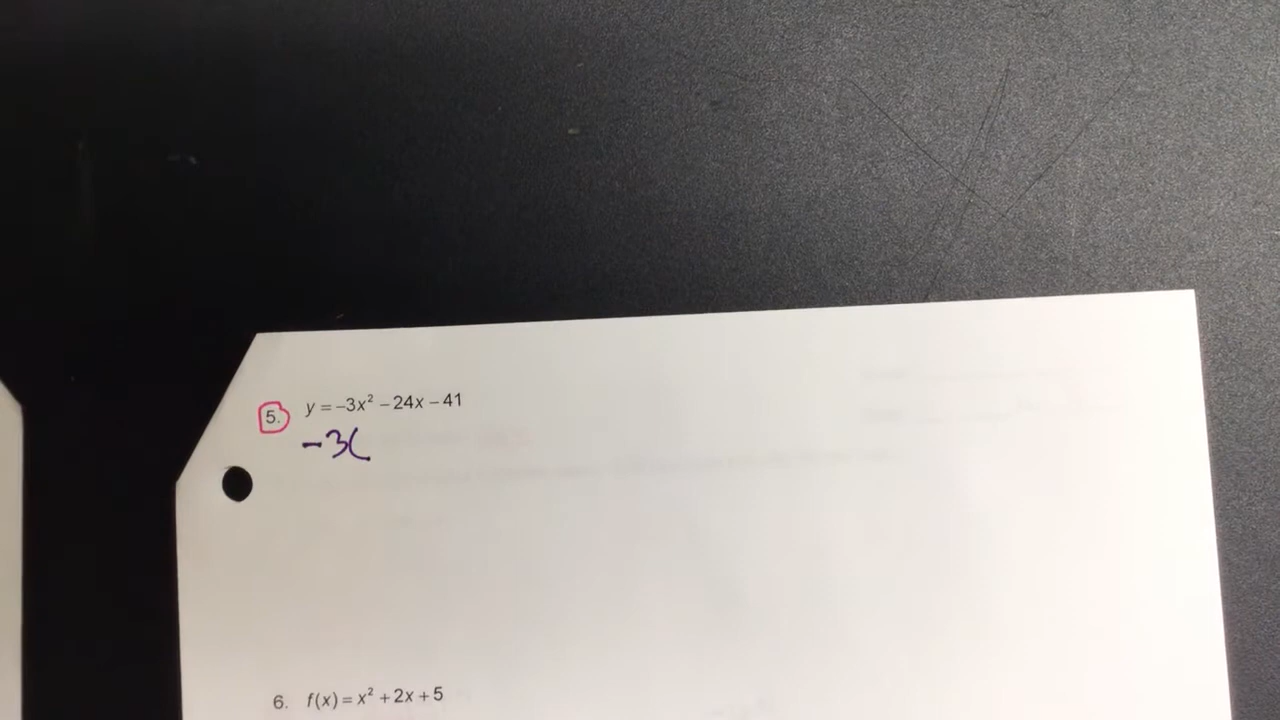 5. y = −3x² − 24x − 41
−3(
6. f(x) = x² + 2x + 5